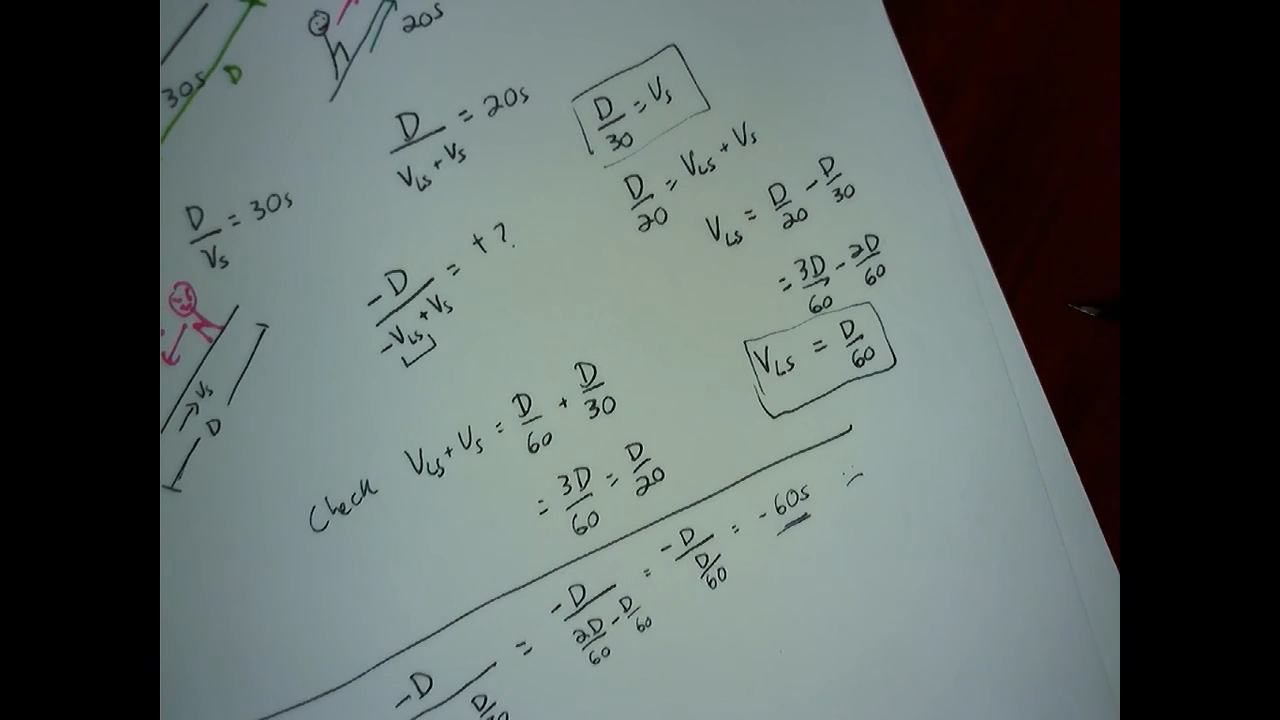 30s
D
20s
D/V_S = 30s
V_S
D
D/(V_LS + V_S) = 20s
-D/(-V_LS + V_S) = t ?
D/30 = V_S
D/20 = V_LS + V_S
V_LS = D/20 - D/30
= 3D/60 - 2D/60
V_LS = D/60
Check V_LS + V_S = D/60 + D/30
= 3D/60 = D/20
-D
= -D/(2D/60 - D/60) = -D/(D/60) = -60s